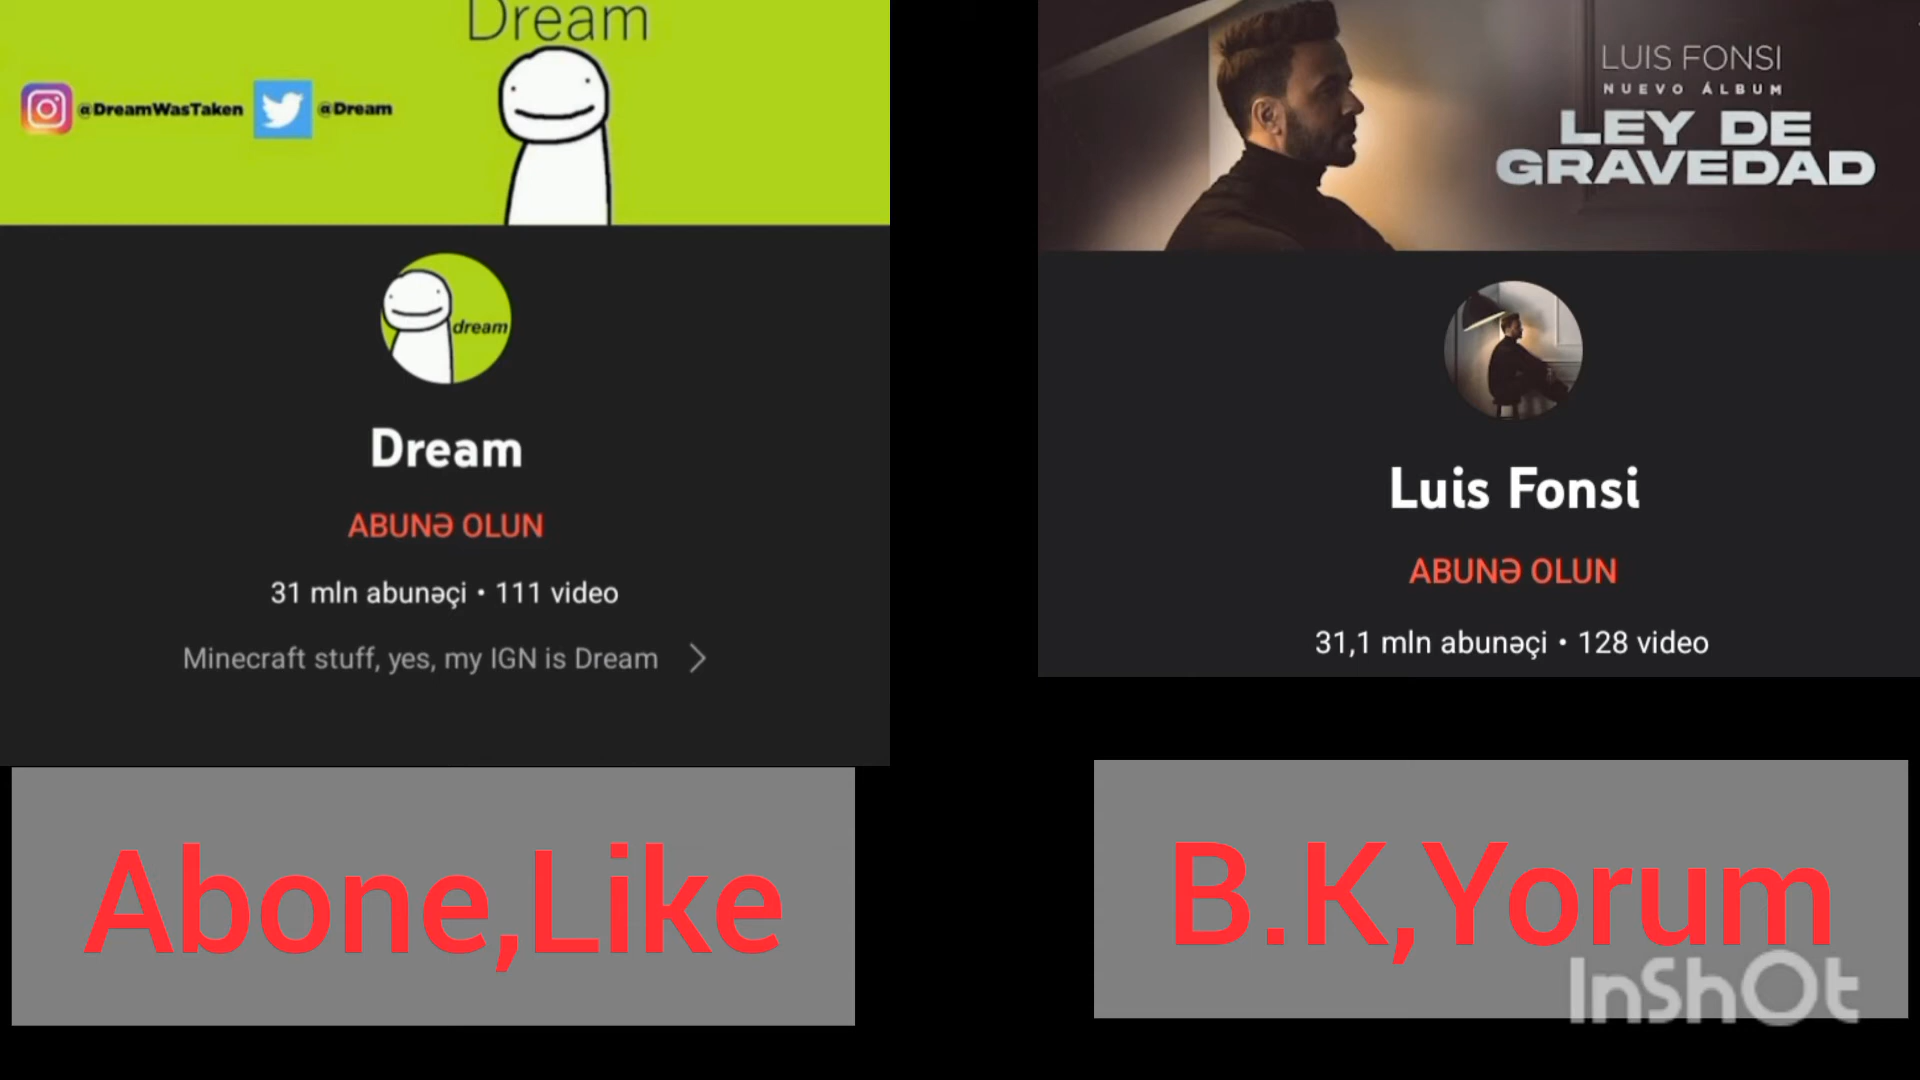 Dream
@DreamWasTaken @Dream
dream
Dream
ABUNƏ OLUN
31 mln abunəçi • 111 video
Minecraft stuff, yes, my IGN is Dream
Abone,Like
LUIS FONSI
NUEVO ÁLBUM
LEY DE
GRAVEDAD
Luis Fonsi
ABUNƏ OLUN
31,1 mln abunəçi • 128 video
B.K,Yorum
InShOt